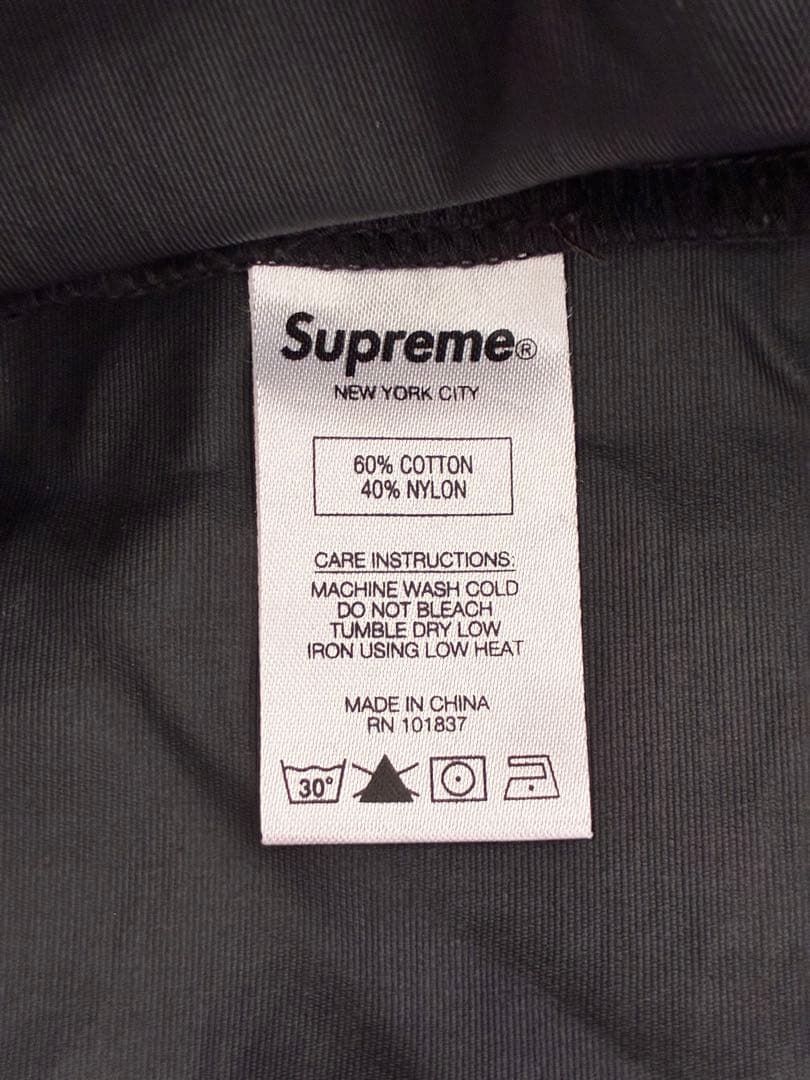 Supreme®
NEW YORK CITY
60% COTTON
40% NYLON
CARE INSTRUCTIONS:
MACHINE WASH COLD
DO NOT BLEACH
TUMBLE DRY LOW
IRON USING LOW HEAT
MADE IN CHINA
RN 101837
30°